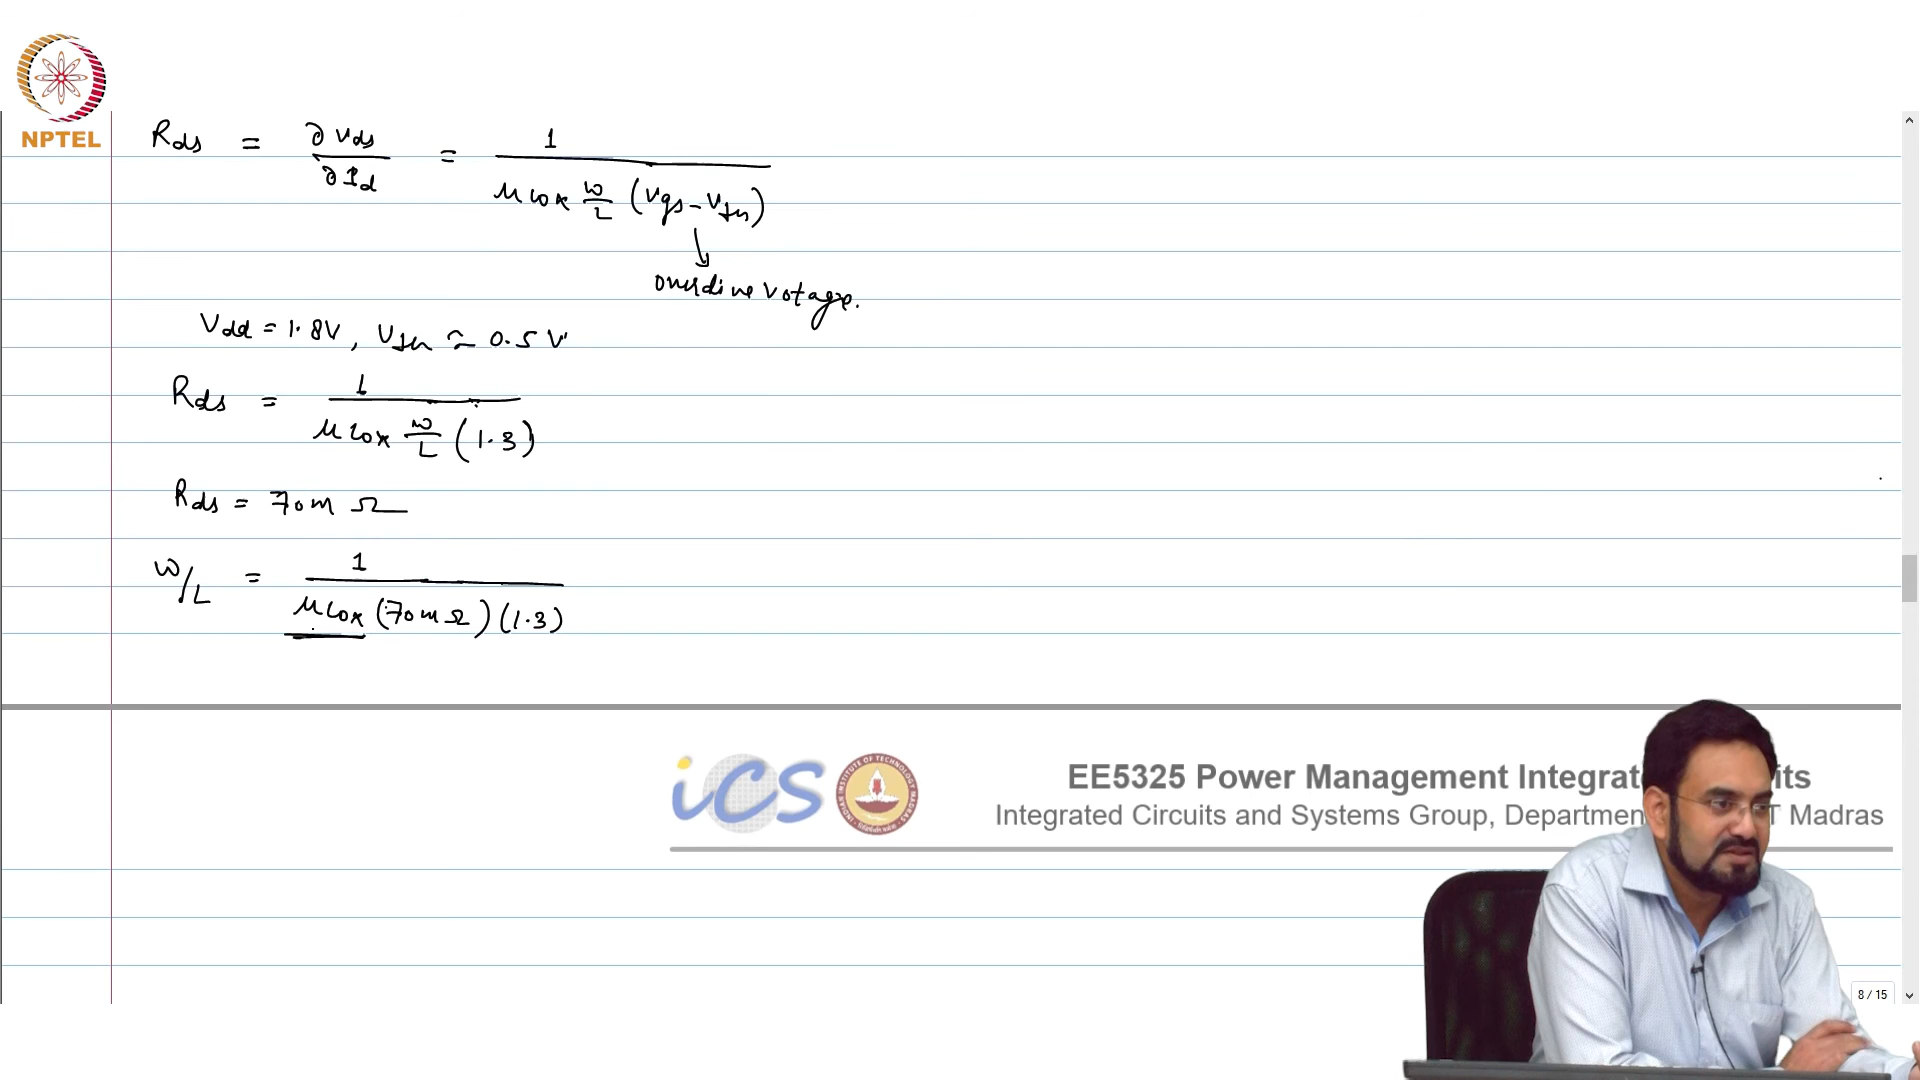 NPTEL
Rds = ∂Vds / ∂Id = 1 / μCox W/L (Vgs - Vth)
overdrive votage.
Vdd = 1.8V, Vth ≃ 0.5V
Rds = 1 / μCox W/L (1.3)
Rds = 70mΩ
W/L = 1 / μCox (70mΩ) (1.3)
iCS
EE5325 Power Management Integrat its
Integrated Circuits and Systems Group, Departmen T Madras
8 / 15